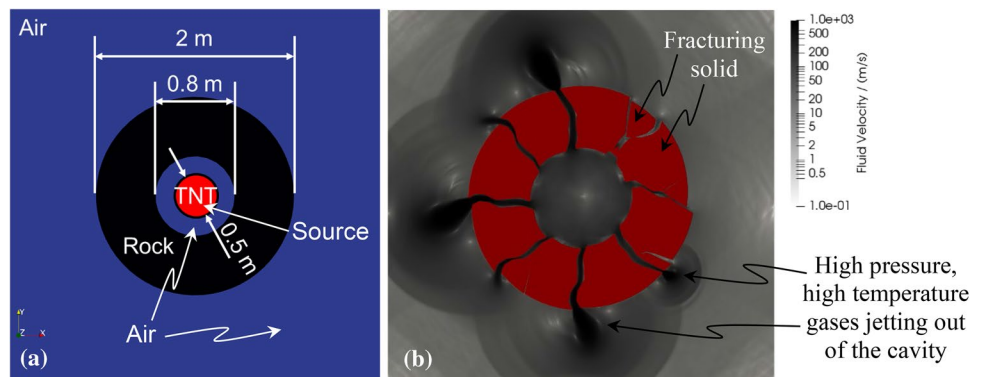 Air
2 m
0.8 m
TNT
Source
Rock
0.5 m
Air
Y
Z
X
(a)
Fracturing
solid
(b)
1.0e+03
500
200
100
50
20
10
5
2
1
0.5
1.0e-01
Fluid Velocity / (m/s)
High pressure,
high temperature
gases jetting out
of the cavity